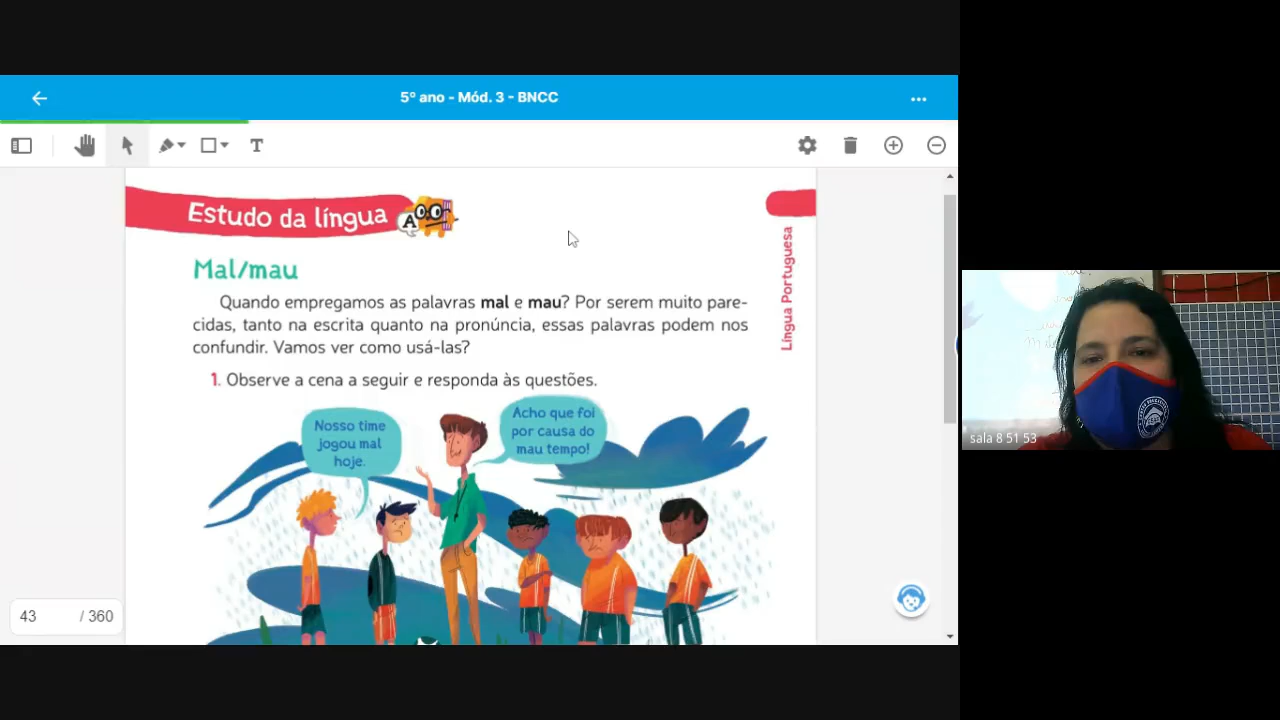 5º ano - Mód. 3 - BNCC
T
Estudo da língua
A
Mal/mau
Quando empregamos as palavras mal e mau? Por serem muito pare-
cidas, tanto na escrita quanto na pronúncia, essas palavras podem nos
confundir. Vamos ver como usá-las?
1. Observe a cena a seguir e responda às questões.
Nosso time
jogou mal
hoje.
Acho que foi
por causa do
mau tempo!
Língua Portuguesa
43 / 360
sala 8 51 53